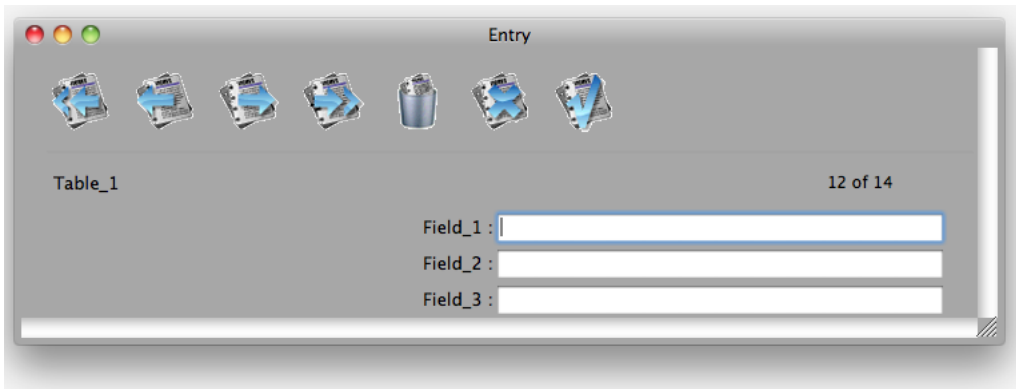 Entry
Table_1
12 of 14
Field_1 :
Field_2 :
Field_3 :